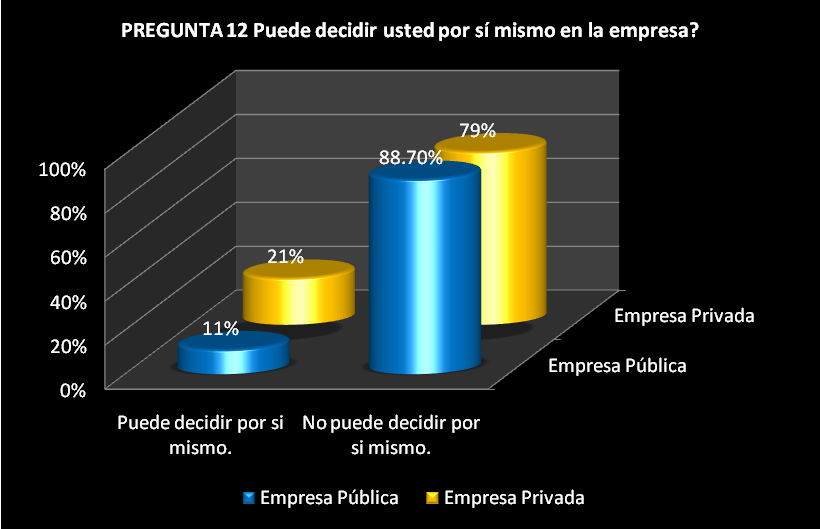 PREGUNTA 12 Puede decidir usted por sí mismo en la empresa?
79%
88.70%
100%
80%
60%
40%
20%
0%
21%
11%
Empresa Privada
Empresa Pública
Puede decidir por si
mismo.
No puede decidir por
si mismo.
Empresa Pública
Empresa Privada